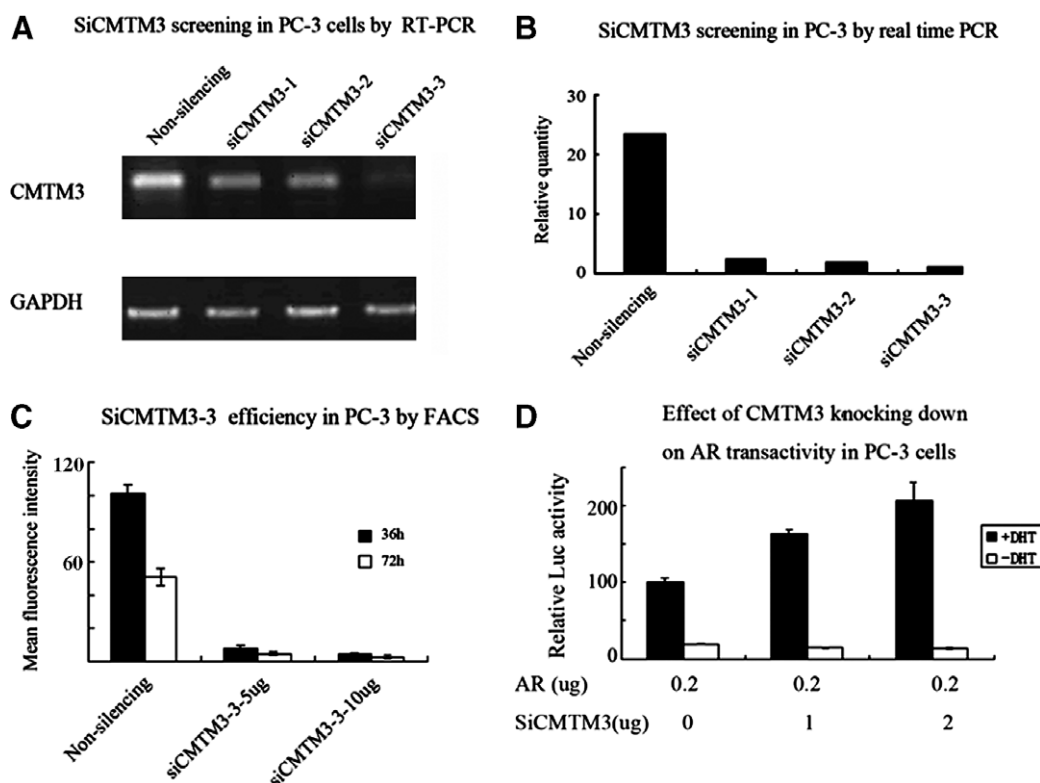 A
SiCMTM3 screening in PC-3 cells by RT-PCR
Non-silencing
siCMTM3-1
siCMTM3-2
siCMTM3-3
CMTM3
GAPDH
B
SiCMTM3 screening in PC-3 by real time PCR
Relative quantity
30
20
10
0
Non-silencing
siCMTM3-1
siCMTM3-2
siCMTM3-3
C
SiCMTM3-3 efficiency in PC-3 by FACS
Mean fluorescence intensity
120
60
36h
72h
Non-silencing
siCMTM3-3-5ug
siCMTM3-3-10ug
D
Effect of CMTM3 knocking down
on AR transactivity in PC-3 cells
Relative Luc activity
200
100
0
+DHT
-DHT
AR (ug) 0.2 0.2 0.2
SiCMTM3(ug) 0 1 2